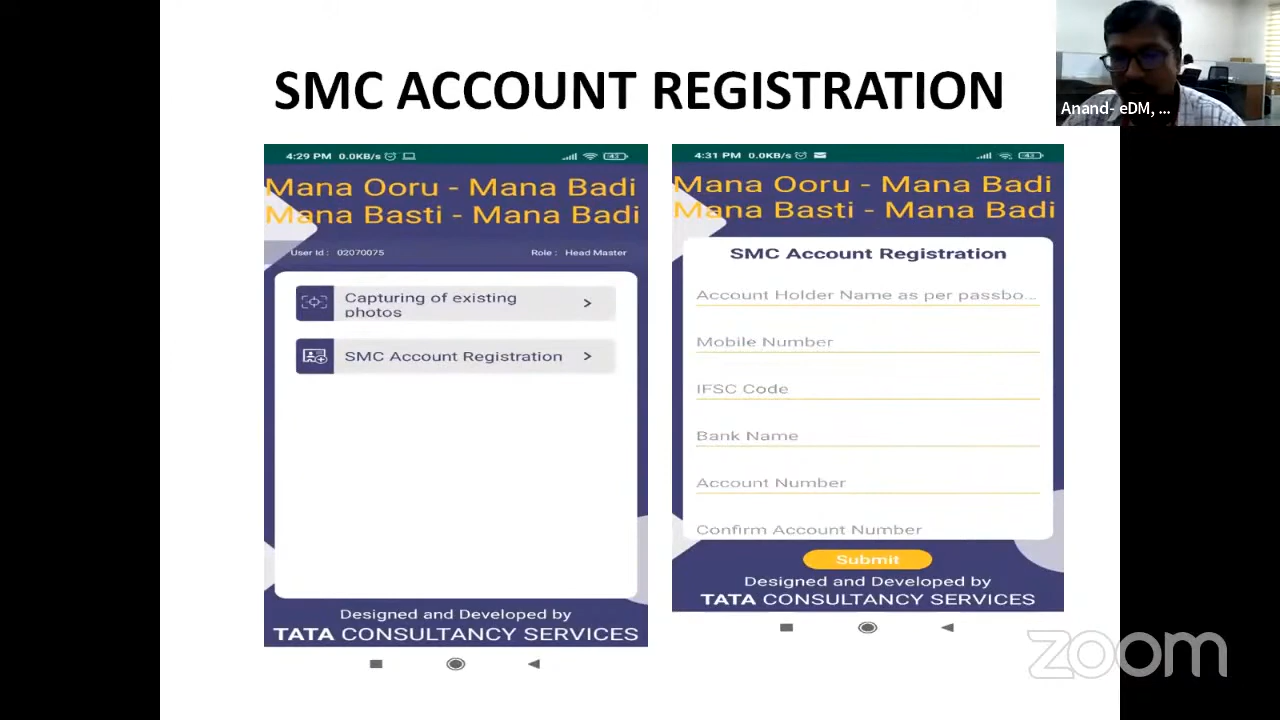 SMC ACCOUNT REGISTRATION
Anand- eDM, ...
4:29 PM 0.0KB/s
43
Mana Ooru - Mana Badi
Mana Basti - Mana Badi
User Id : 02070075
Role : Head Master
Capturing of existing
photos
>
SMC Account Registration
>
Designed and Developed by
TATA CONSULTANCY SERVICES
4:31 PM 0.0KB/s
43
Mana Ooru - Mana Badi
Mana Basti - Mana Badi
SMC Account Registration
Account Holder Name as per passbo...
Mobile Number
IFSC Code
Bank Name
Account Number
Confirm Account Number
Submit
Designed and Developed by
TATA CONSULTANCY SERVICES
zoom